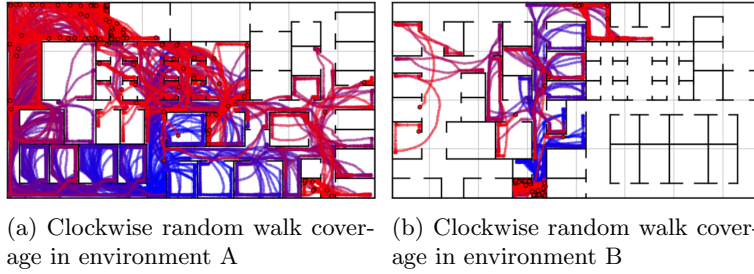 (a) Clockwise random walk cover-
age in environment A
(b) Clockwise random walk cover-
age in environment B